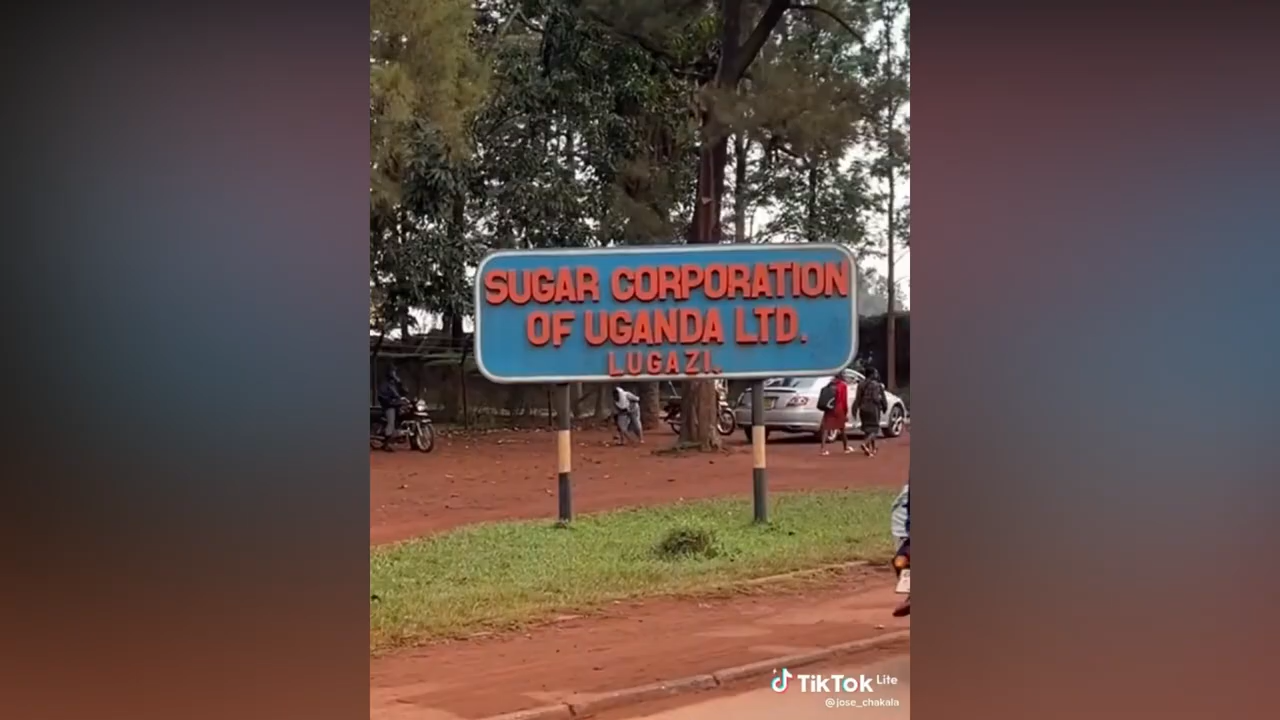 SUGAR CORPORATION
OF UGANDA LTD.
LUGAZI.
TikTok Lite
@jose_chakala